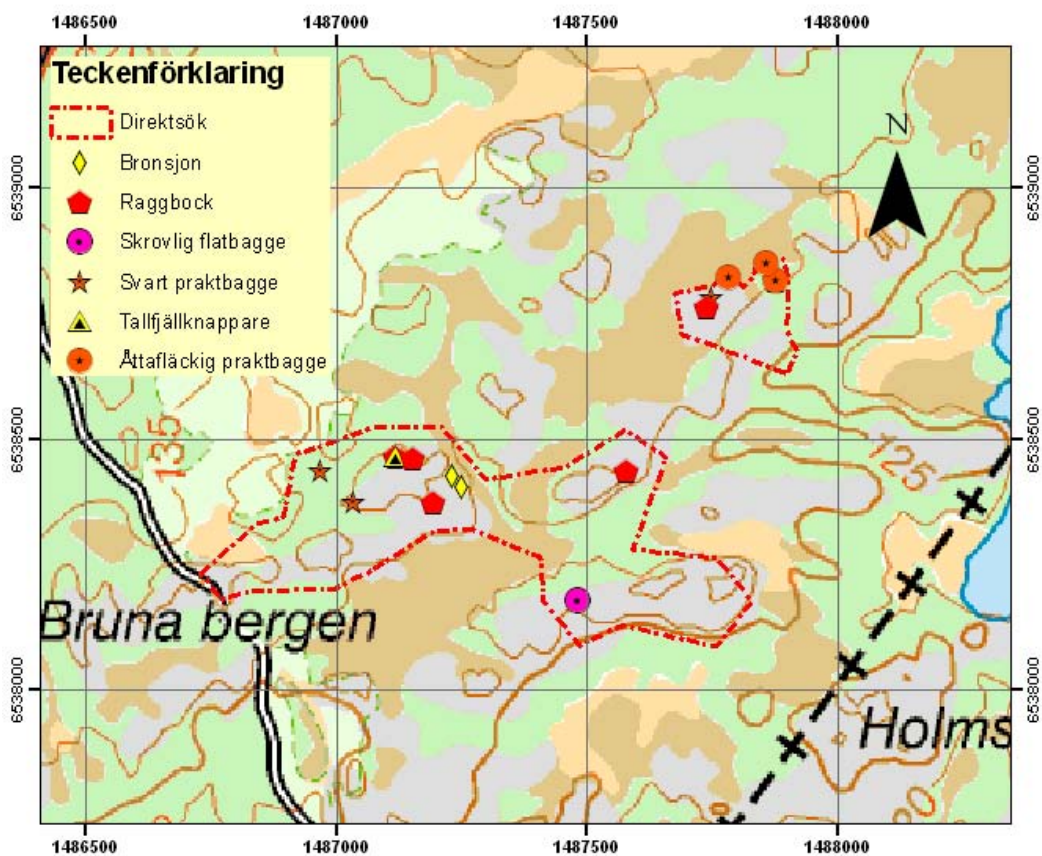 1486500 1487000 1487500 1488000
Teckenförklaring
Direktsök
Bronsjon
Raggbock
Skrovlig flatbagge
Svart praktbagge
Tallfjällknappare
Åttafläckig praktbagge
N
6539000 6539000
6538500 6538500
135
125
Bruna bergen
6538000 6538000
Holms
1486500 1487000 1487500 1488000